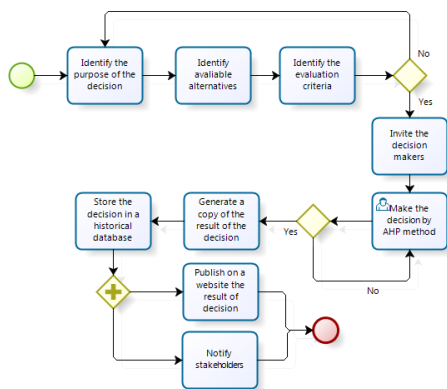 Identify the
purpose of the
decision
Identify
avaliable
alternatives
Identify the
evaluation
criteria
No
Yes
Invite the
decision
makers
Store the
decision in a
historical
database
Generate a
copy of the
result of the
decision
Yes
Make the
decision by
AHP method
No
Publish on a
website the
result of
decision
Notify
stakeholders